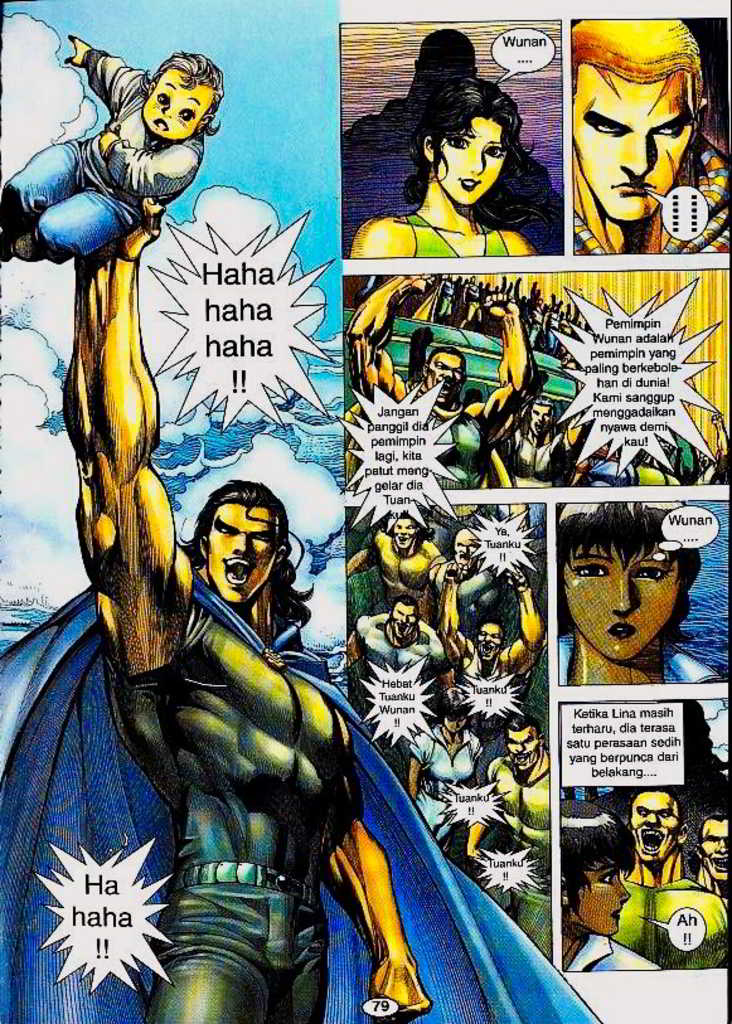 Haha
haha
haha
!!
Ha
haha
!!
Wunan
....
Pemimpin
Wunan adalah
pemimpin yang
paling berkebole-
han di dunia!
Kami sanggup
menggadaikan
nyawa demi
kau!
Jangan
panggil dia
pemimpin
lagi, kita
patut meng-
gelar dia
Tuan-
Ya,
Tuanku
!!
Hebat
Tuanku
Wunan
!!
Tuanku
!!
Tuanku
!!
Tuanku
!!
Wunan
....
Ketika Lina masih
terharu, dia terasa
satu perasaan sedih
yang berpunca dari
belakang....
Ah
!!
79